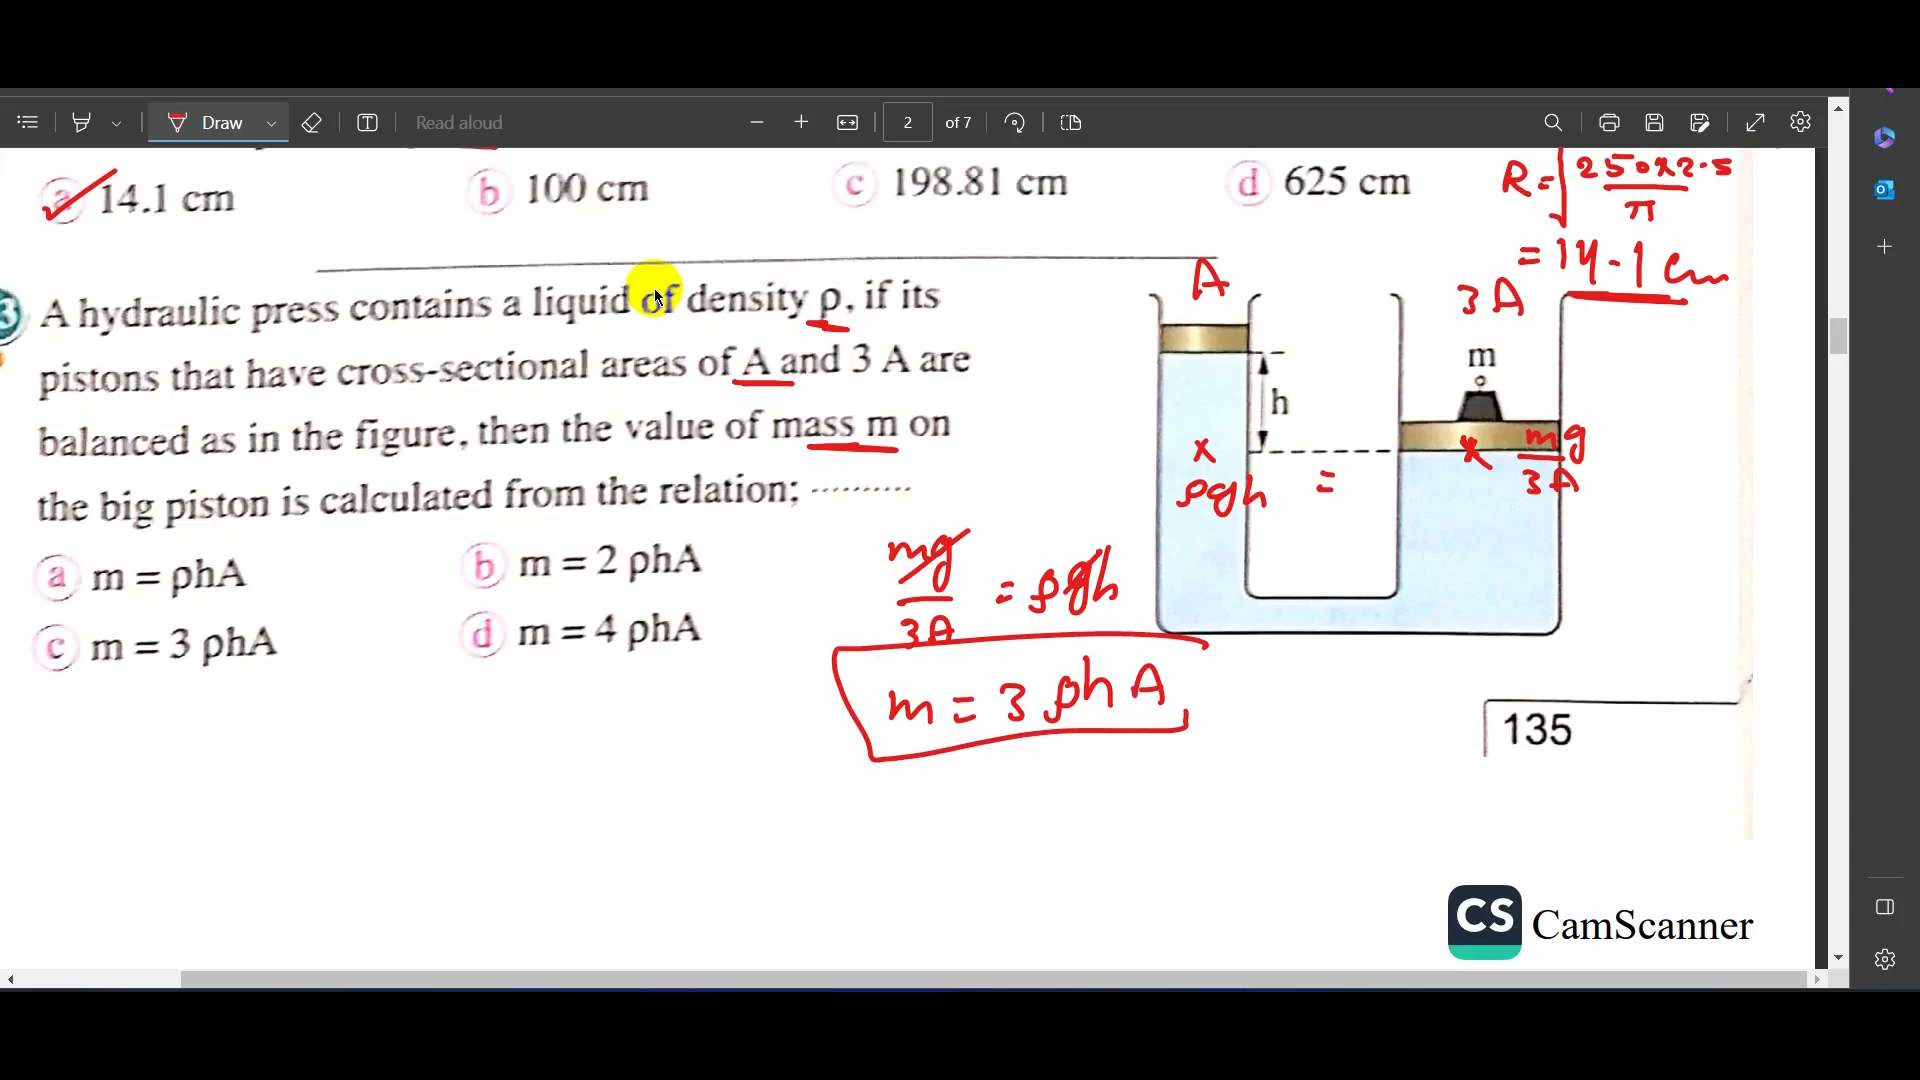 Draw
Read aloud
2 of 7
a 14.1 cm
b 100 cm
c 198.81 cm
d 625 cm
R = √250×2.5
π
= 14.1 cm
A hydraulic press contains a liquid of density ρ, if its
pistons that have cross-sectional areas of A and 3 A are
balanced as in the figure, then the value of mass m on
the big piston is calculated from the relation; ..........
a m = ρhA
b m = 2 ρhA
c m = 3 ρhA
d m = 4 ρhA
A
3A
m
h
x
x
mg
3A
ρgh =
mg
3A
= ρgh
m = 3 ρh A
135
CS CamScanner